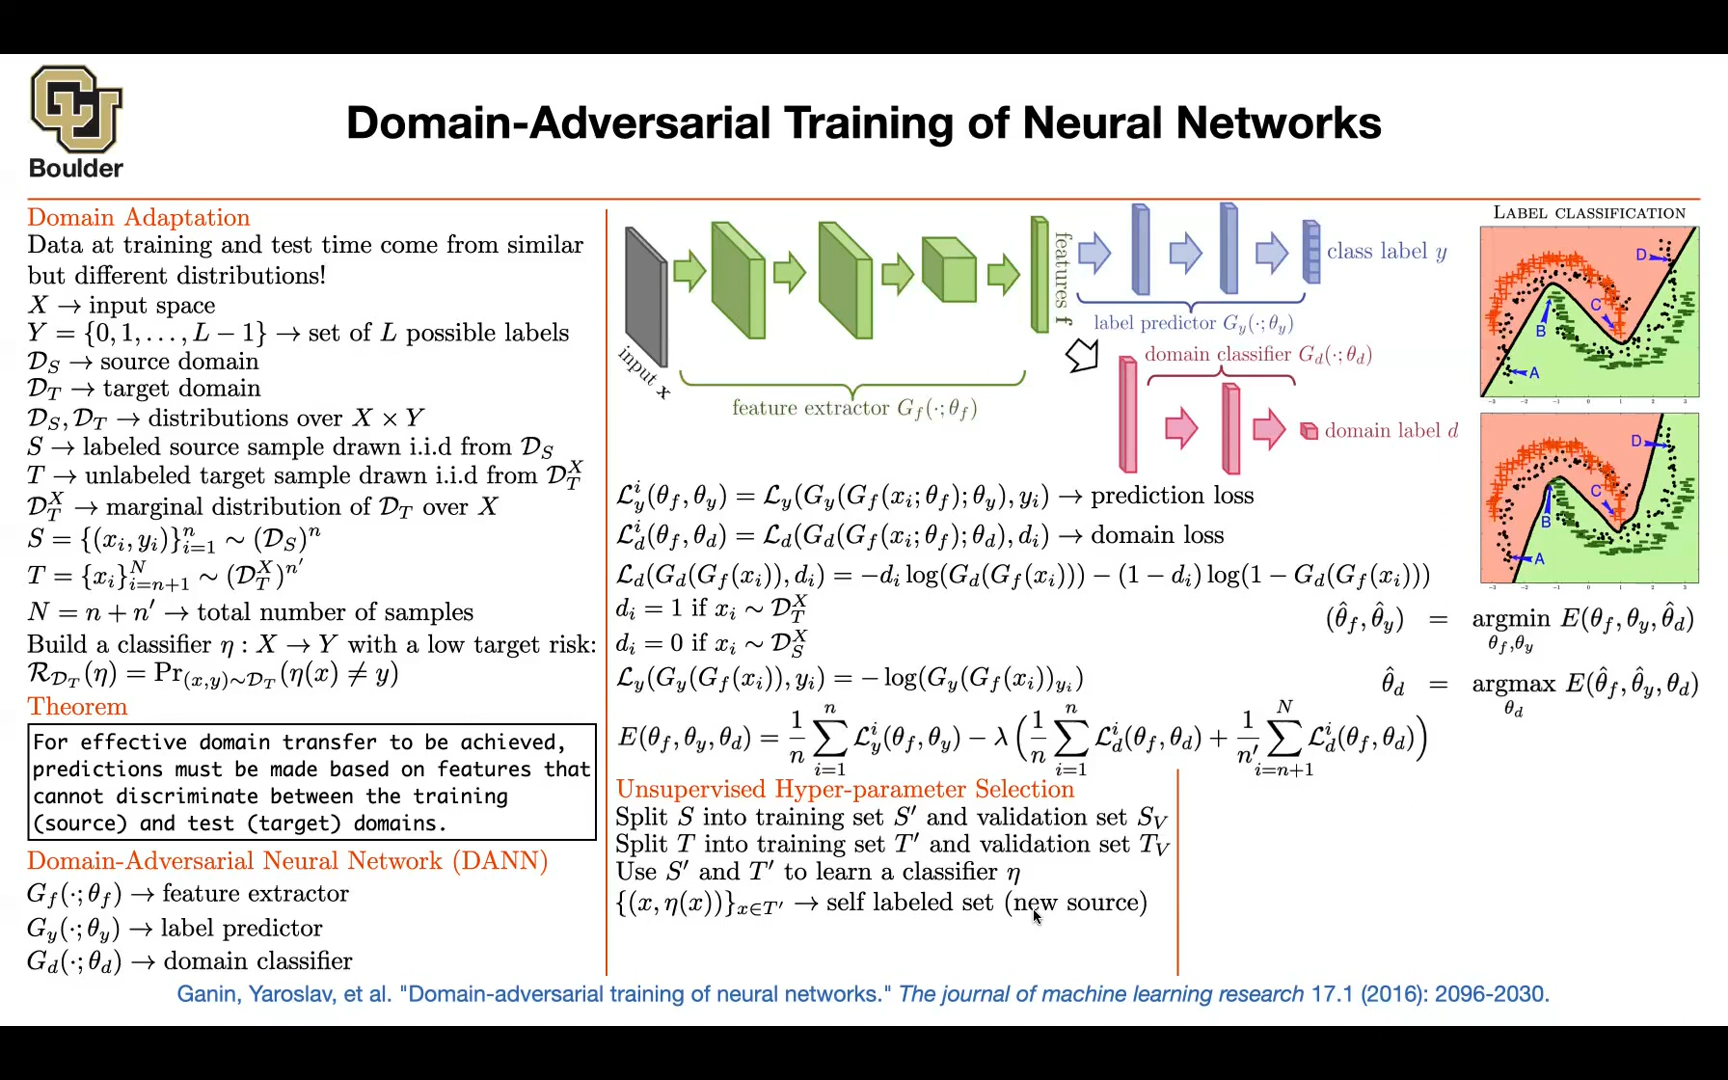 CU
Boulder
Domain-Adversarial Training of Neural Networks
Domain Adaptation
Data at training and test time come from similar
but different distributions!
X → input space
Y = {0, 1, . . . , L − 1} → set of L possible labels
𝒟_S → source domain
𝒟_T → target domain
𝒟_S, 𝒟_T → distributions over X × Y
S → labeled source sample drawn i.i.d from 𝒟_S
T → unlabeled target sample drawn i.i.d from 𝒟_T^X
𝒟_T^X → marginal distribution of 𝒟_T over X
S = {(x_i, y_i)}_{i=1}^n ∼ (𝒟_S)^n
T = {x_i}_{i=n+1}^N ∼ (𝒟_T^X)^{n′}
N = n + n′ → total number of samples
Build a classifier η : X → Y with a low target risk:
ℛ_{𝒟_T}(η) = Pr_{(x,y)∼𝒟_T}(η(x) ≠ y)
Theorem
For effective domain transfer to be achieved,
predictions must be made based on features that
cannot discriminate between the training
(source) and test (target) domains.
Domain-Adversarial Neural Network (DANN)
G_f(·; θ_f) → feature extractor
G_y(·; θ_y) → label predictor
G_d(·; θ_d) → domain classifier
input x
feature extractor G_f(·; θ_f)
features f
class label y
label predictor G_y(·; θ_y)
domain classifier G_d(·; θ_d)
domain label d
ℒ_y^i(θ_f, θ_y) = ℒ_y(G_y(G_f(x_i; θ_f); θ_y), y_i) → prediction loss
ℒ_d^i(θ_f, θ_d) = ℒ_d(G_d(G_f(x_i; θ_f); θ_d), d_i) → domain loss
ℒ_d(G_d(G_f(x_i)), d_i) = −d_i log(G_d(G_f(x_i))) − (1 − d_i) log(1 − G_d(G_f(x_i)))
d_i = 1 if x_i ∼ 𝒟_T^X
d_i = 0 if x_i ∼ 𝒟_S^X
ℒ_y(G_y(G_f(x_i)), y_i) = − log(G_y(G_f(x_i))_{y_i})
E(θ_f, θ_y, θ_d) = 1/n ∑_{i=1}^n ℒ_y^i(θ_f, θ_y) − λ (1/n ∑_{i=1}^n ℒ_d^i(θ_f, θ_d) + 1/n′ ∑_{i=n+1}^N ℒ_d^i(θ_f, θ_d))
LABEL CLASSIFICATION
D
C
B
A
-3 -2 -1 0 1 2 3
D
C
B
A
-3 -2 -1 0 1 2 3
(θ̂_f, θ̂_y) = argmin_{θ_f,θ_y} E(θ_f, θ_y, θ̂_d)
θ̂_d = argmax_{θ_d} E(θ̂_f, θ̂_y, θ_d)
Unsupervised Hyper-parameter Selection
Split S into training set S′ and validation set S_V
Split T into training set T′ and validation set T_V
Use S′ and T′ to learn a classifier η
{(x, η(x))}_{x∈T′} → self labeled set (new source)
Ganin, Yaroslav, et al. "Domain-adversarial training of neural networks." The journal of machine learning research 17.1 (2016): 2096-2030.